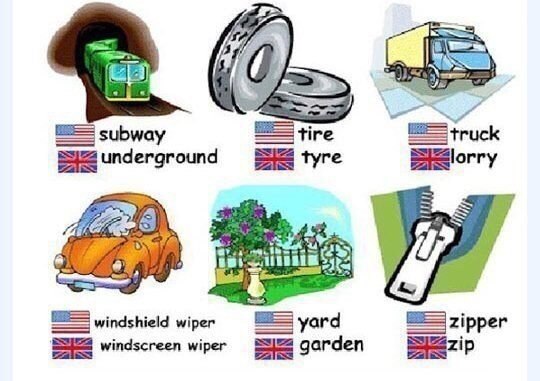 subway
underground
tire
tyre
truck
lorry
windshield wiper
windscreen wiper
yard
garden
zipper
zip